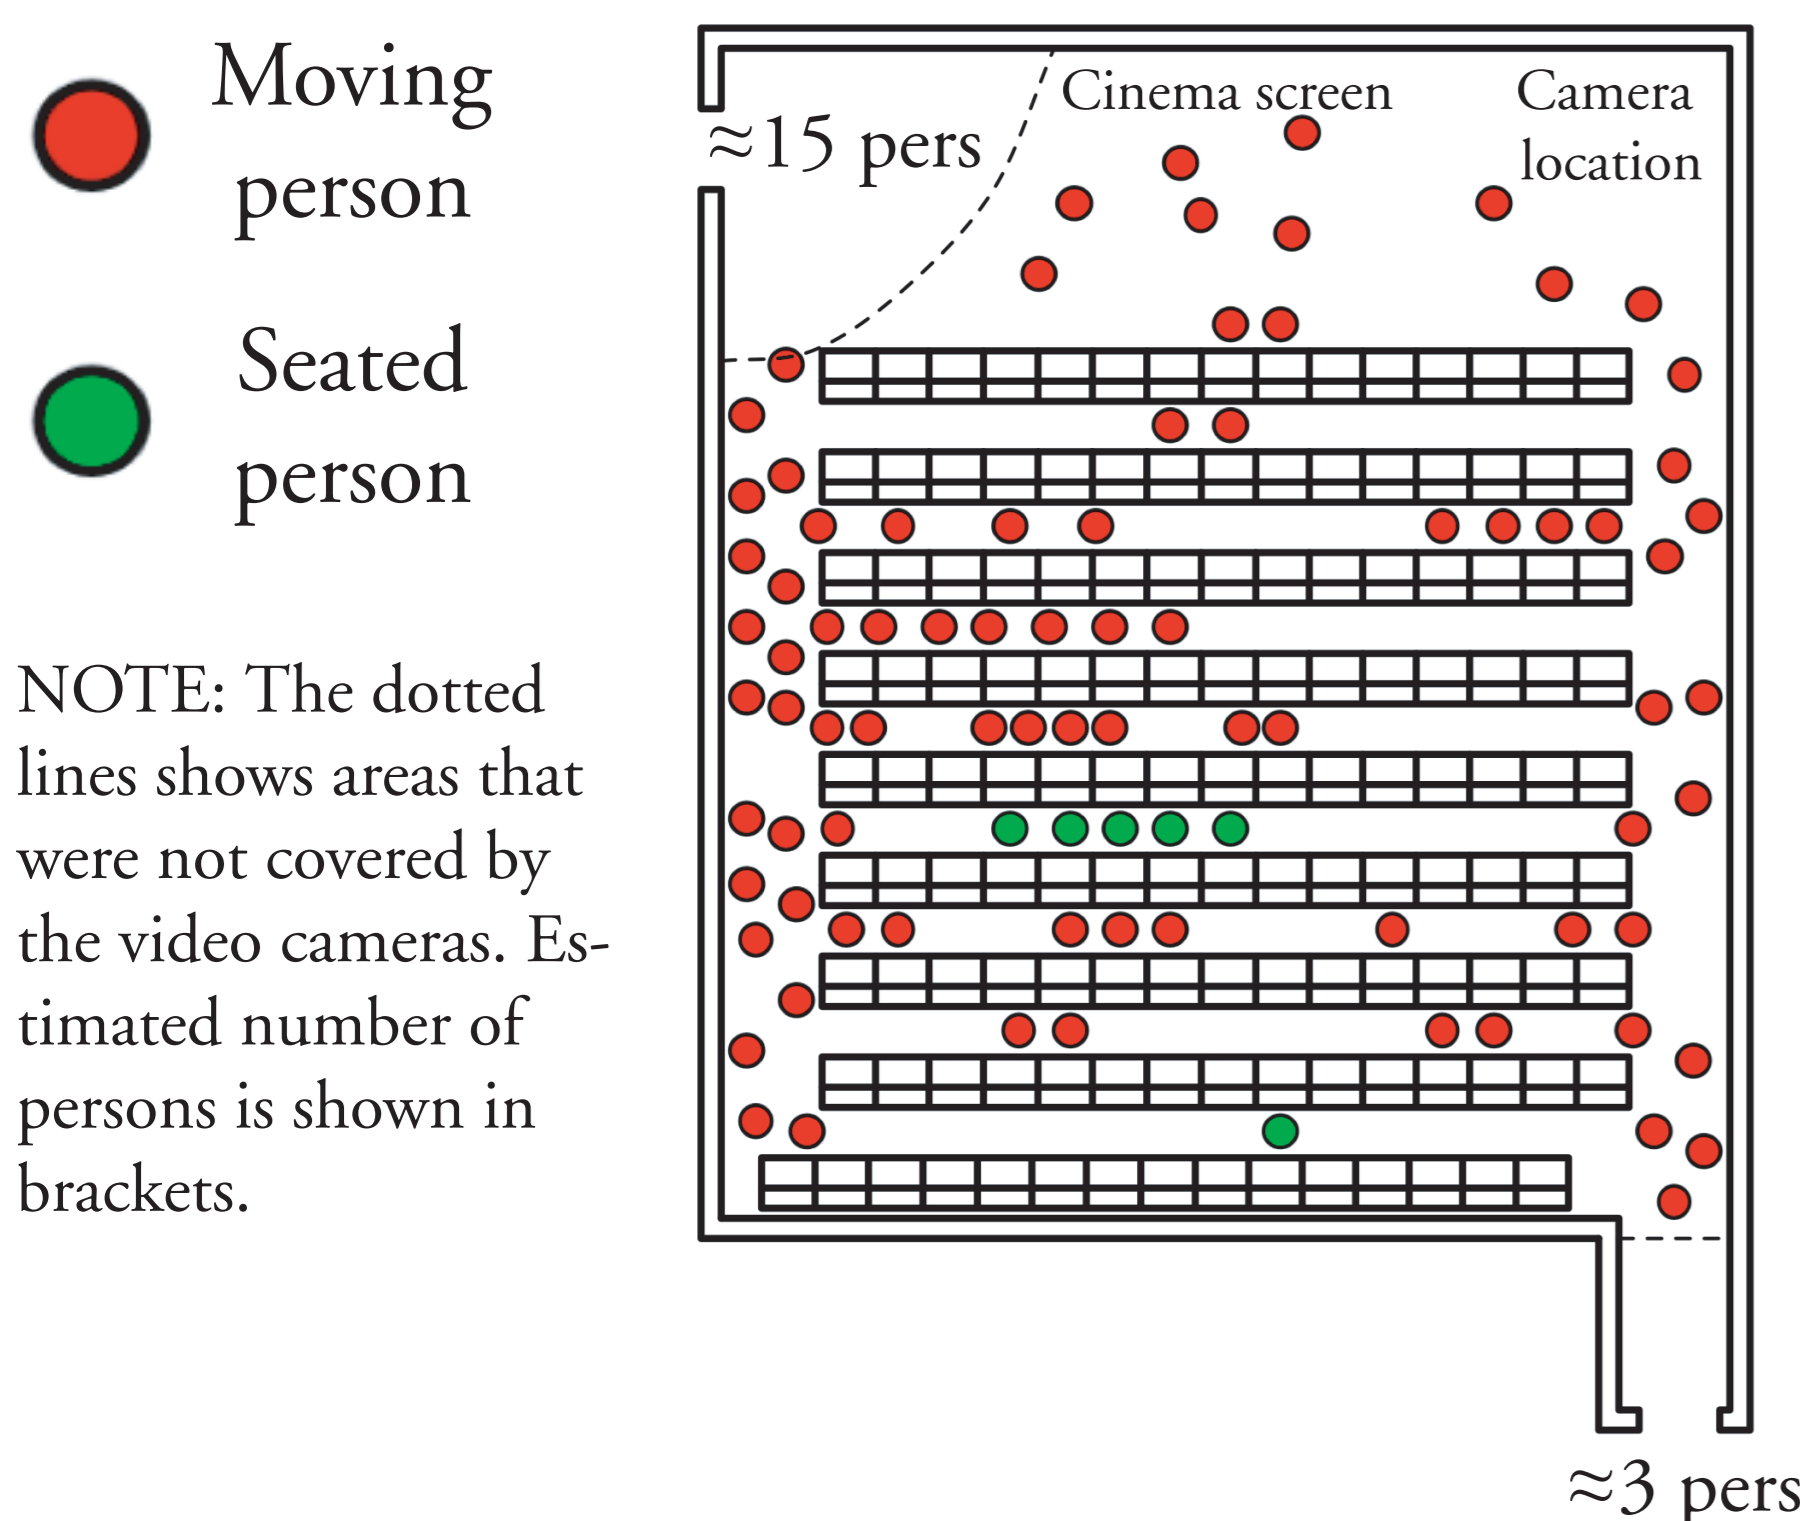 Moving
person
Seated
person
NOTE: The dotted
lines shows areas that
were not covered by
the video cameras. Es-
timated number of
persons is shown in
brackets.
Cinema screen
Camera
location
≈15 pers
≈3 pers